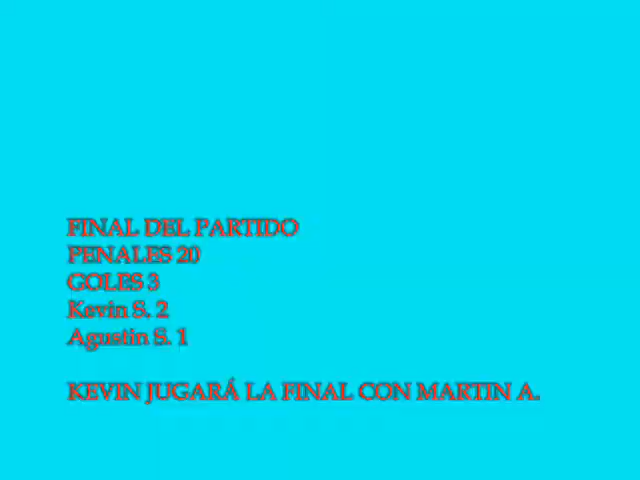 FINAL DEL PARTIDO
PENALES 20
GOLES 3
Kevin S. 2
Agustin S. 1
KEVIN JUGARÁ LA FINAL CON MARTIN A.